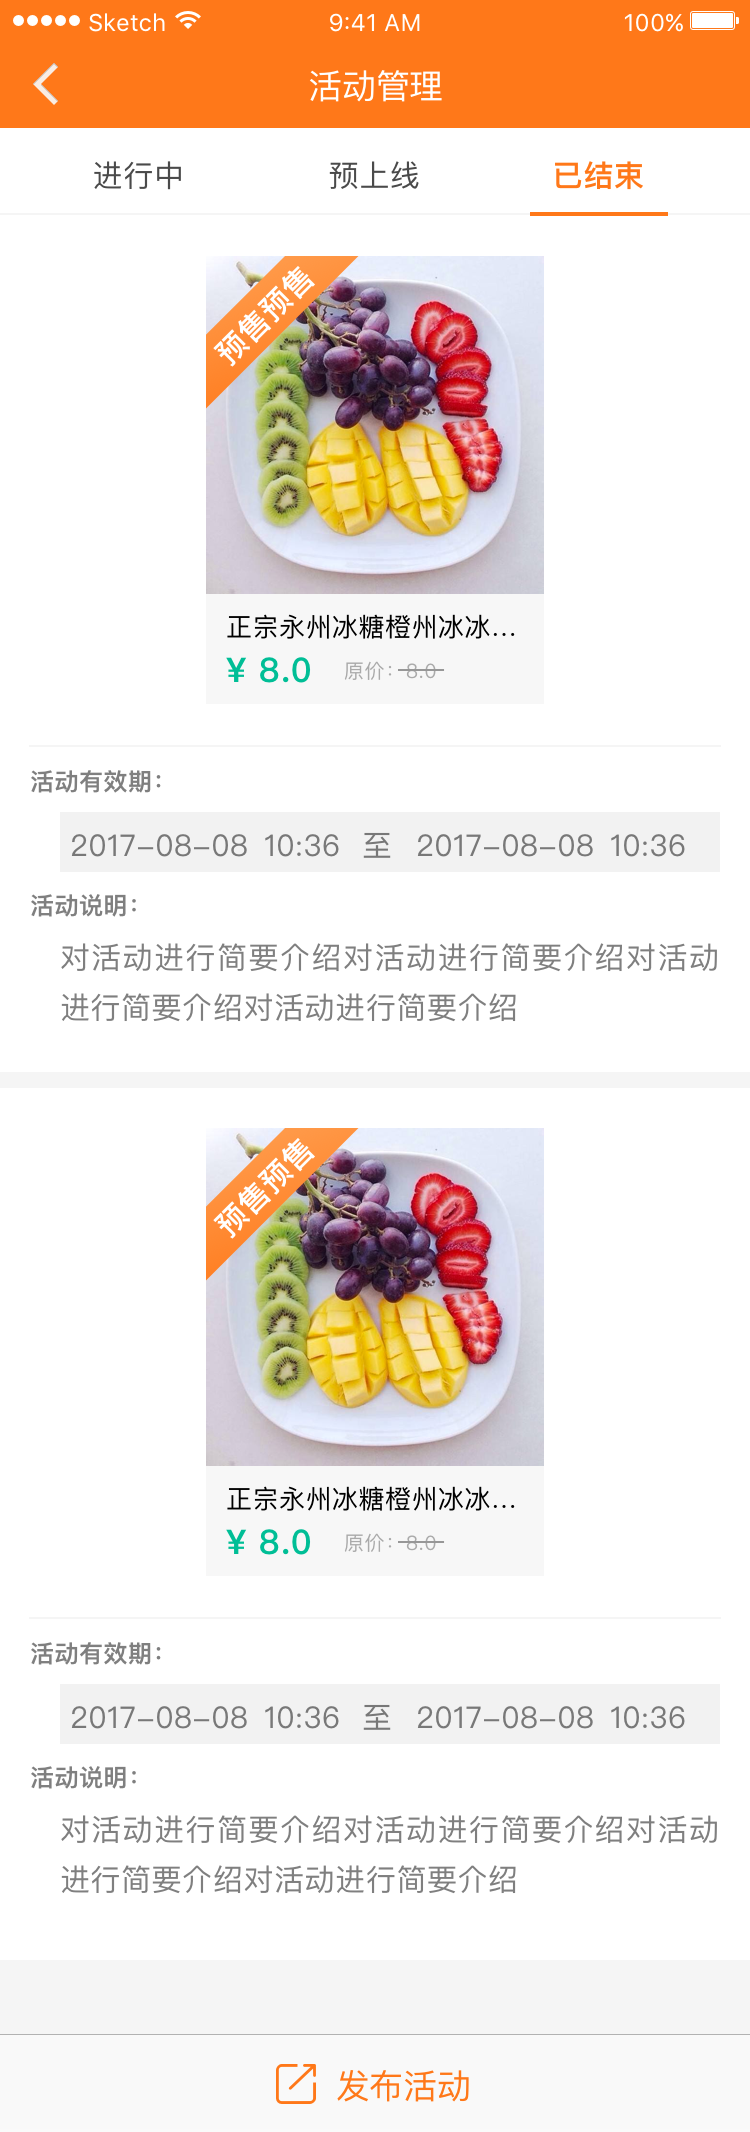 Sketch 9:41 AM 100%
活动管理
进行中 预上线 已结束
预售预售
正宗永州冰糖橙州冰冰...
¥ 8.0 原价: 8.0
活动有效期:
2017-08-08 10:36 至 2017-08-08 10:36
活动说明:
对活动进行简要介绍对活动进行简要介绍对活动
进行简要介绍对活动进行简要介绍
预售预售
正宗永州冰糖橙州冰冰...
¥ 8.0 原价: 8.0
活动有效期:
2017-08-08 10:36 至 2017-08-08 10:36
活动说明:
对活动进行简要介绍对活动进行简要介绍对活动
进行简要介绍对活动进行简要介绍
发布活动